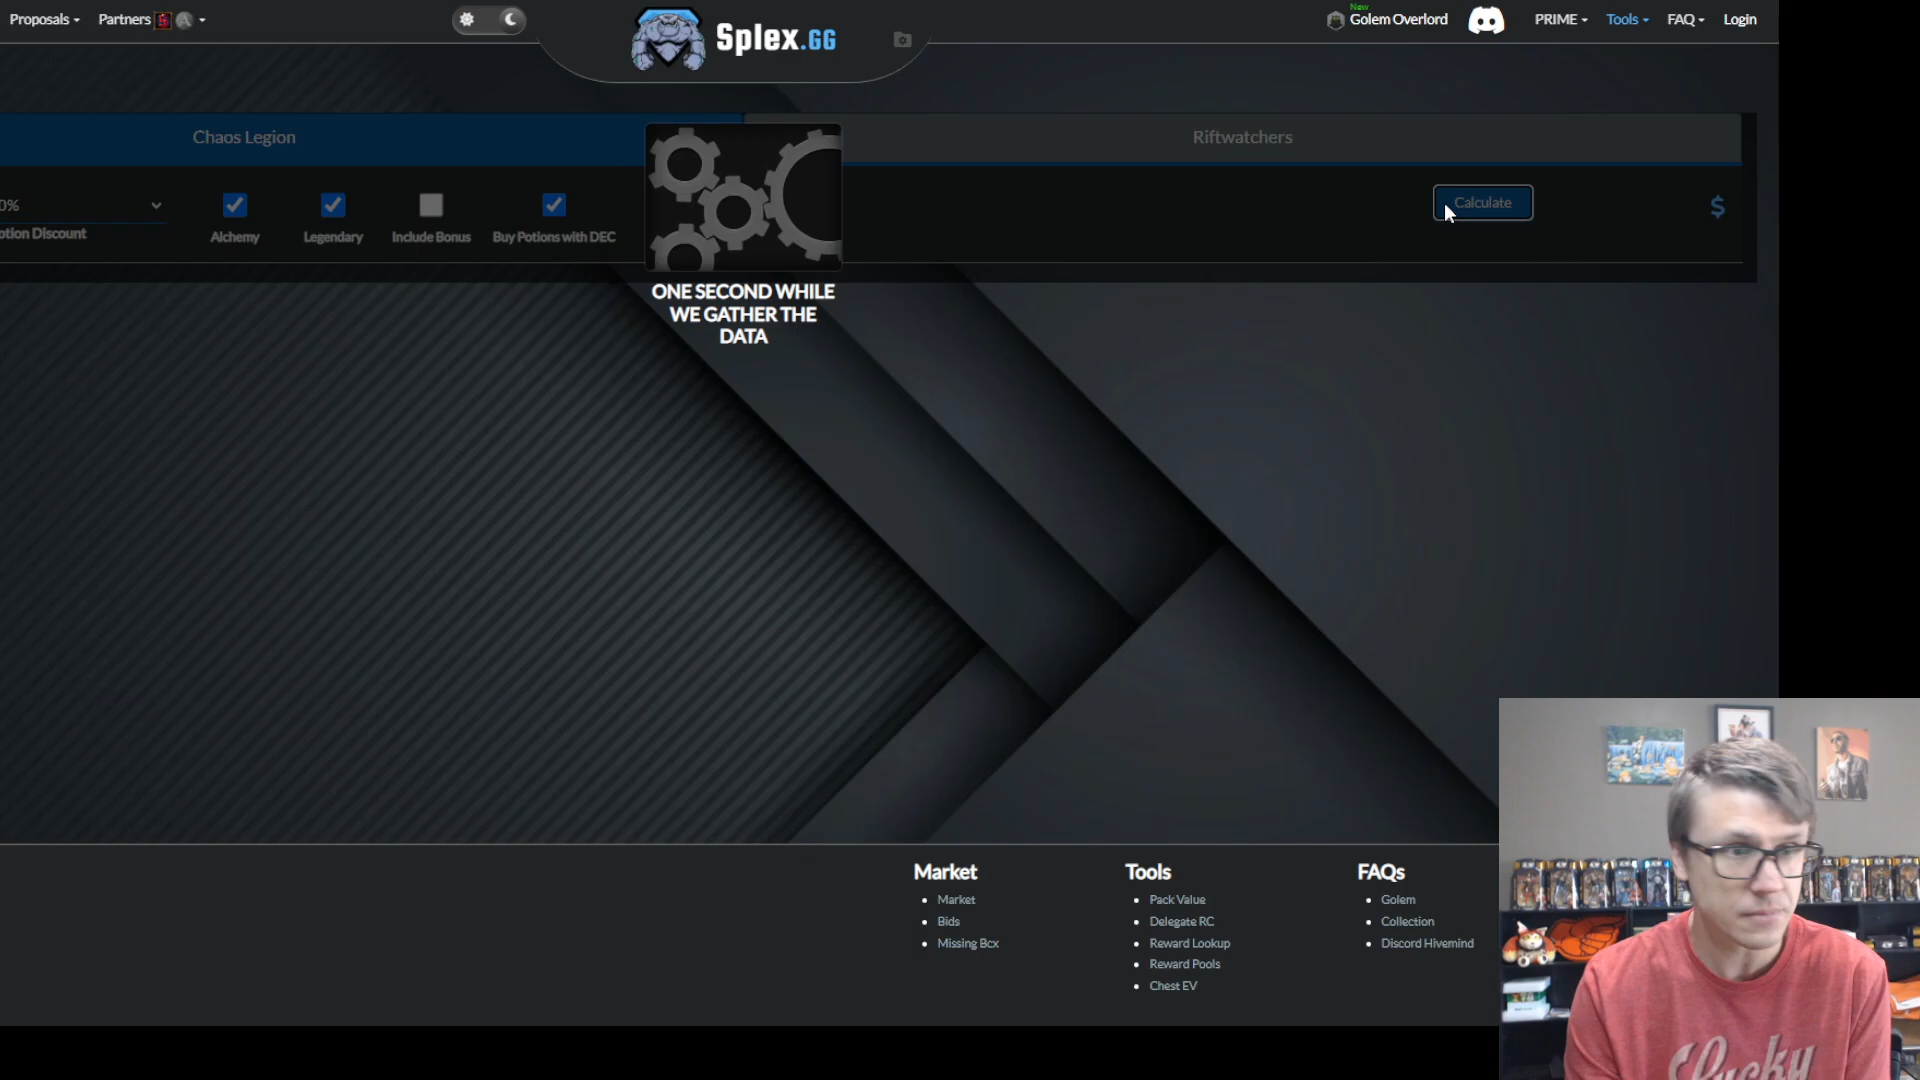 Proposals
Partners
Splex.GG
New
Golem Overlord
PRIME
Tools
FAQ
Login
Chaos Legion
Riftwatchers
0%
otion Discount
Alchemy
Legendary
Include Bonus
Buy Potions with DEC
Calculate
$
ONE SECOND WHILE
WE GATHER THE
DATA
Market
Market
Bids
Missing Bcx
Tools
Pack Value
Delegate RC
Reward Lookup
Reward Pools
Chest EV
FAQs
Golem
Collection
Discord Hivemind
Lucky